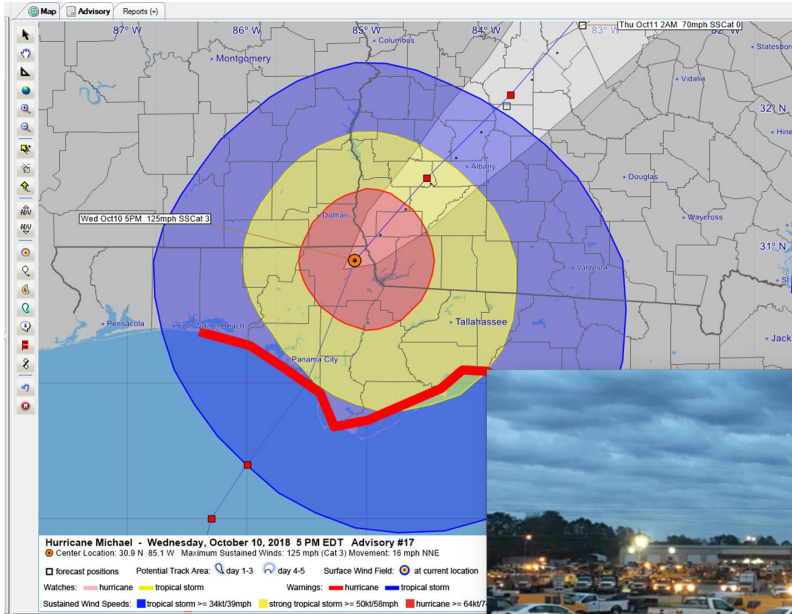 Map Advisory Reports (+)
87° W 86° W 85° W 84° W 83° W 82° W
Thu Oct11 2AM 70mph SSCat 0
Columbus
Statesboro
Montgomery
Vidalia
32° N
Hine
Albany
Douglas
Wed Oct10 5PM 125mph SSCat 3
Dothan
Waycross
31° N
Valdosta
Pensacola
Fort Walton Beach
Tallahassee
Jack
Panama City
ADV
ADV
Hurricane Michael - Wednesday, October 10, 2018 5 PM EDT Advisory #17
Center Location: 30.9 N 85.1 W Maximum Sustained Winds: 125 mph (Cat 3) Movement: 16 mph NNE
forecast positions Potential Track Area: day 1-3 day 4-5 Surface Wind Field: at current location
Watches: hurricane tropical storm Warnings: hurricane tropical storm
Sustained Wind Speeds: tropical storm >= 34kt/39mph strong tropical storm >= 50kt/58mph hurricane >= 64kt/7